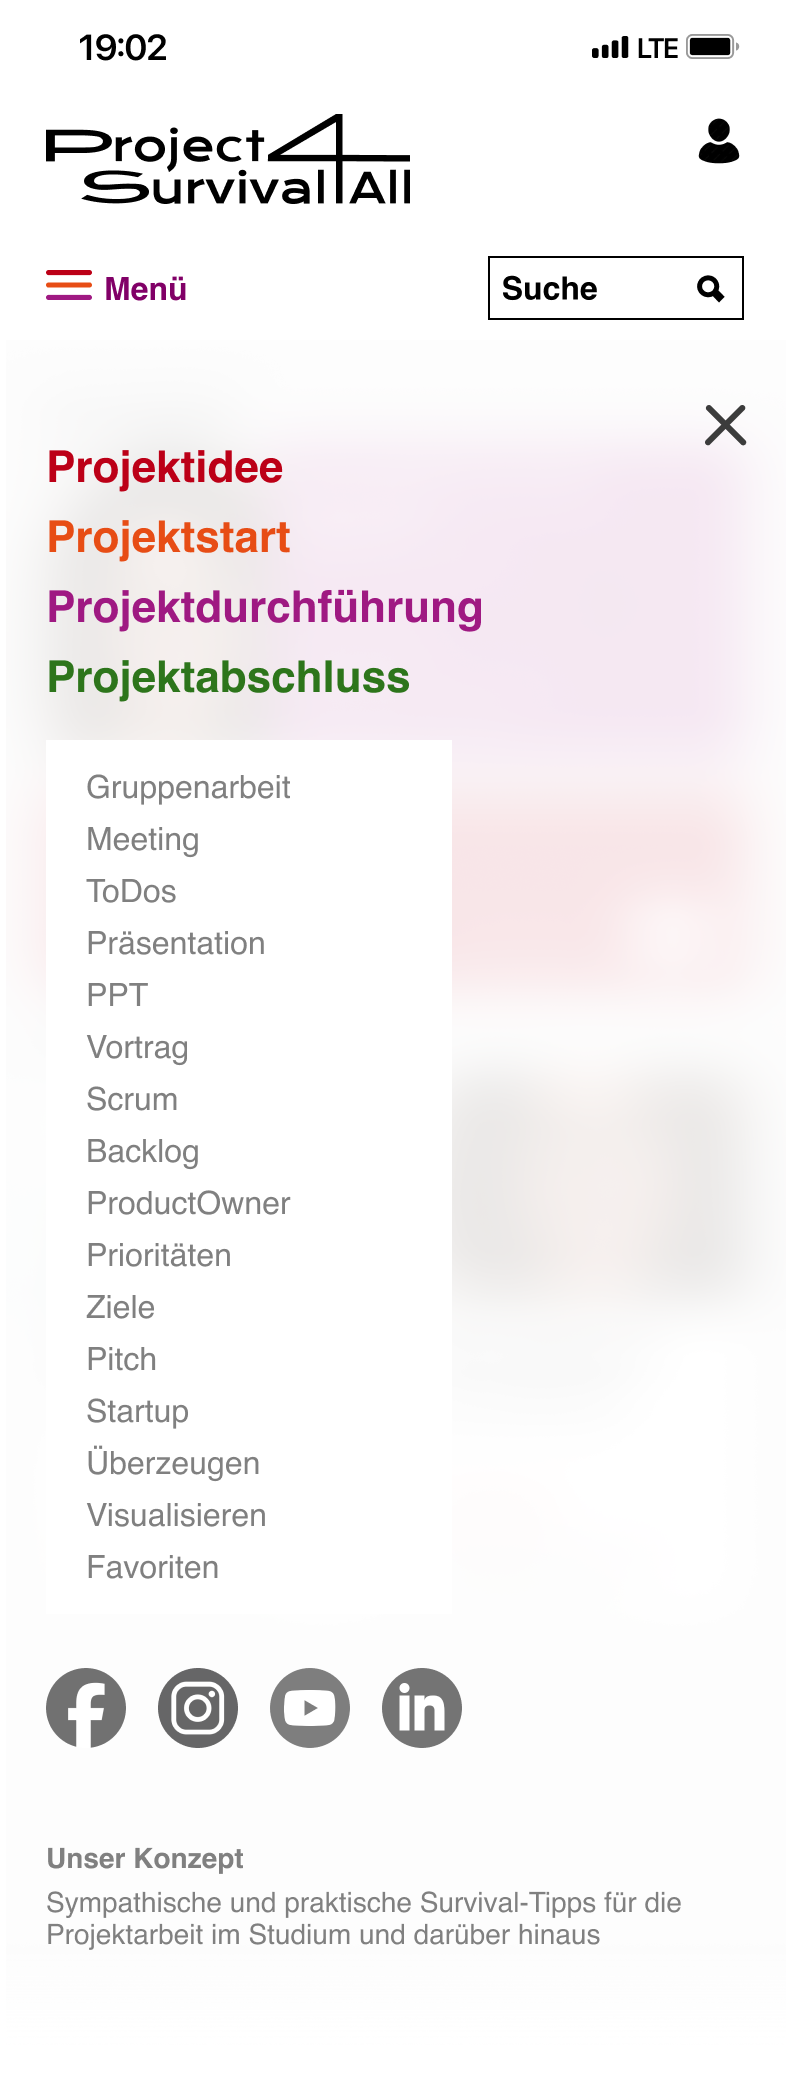 19:02
LTE
Project4
Survival All
Menü
Suche
Projektidee
Projektstart
Projektdurchführung
Projektabschluss
Gruppenarbeit
Meeting
ToDos
Präsentation
PPT
Vortrag
Scrum
Backlog
ProductOwner
Prioritäten
Ziele
Pitch
Startup
Überzeugen
Visualisieren
Favoriten
Unser Konzept
Sympathische und praktische Survival-Tipps für die
Projektarbeit im Studium und darüber hinaus